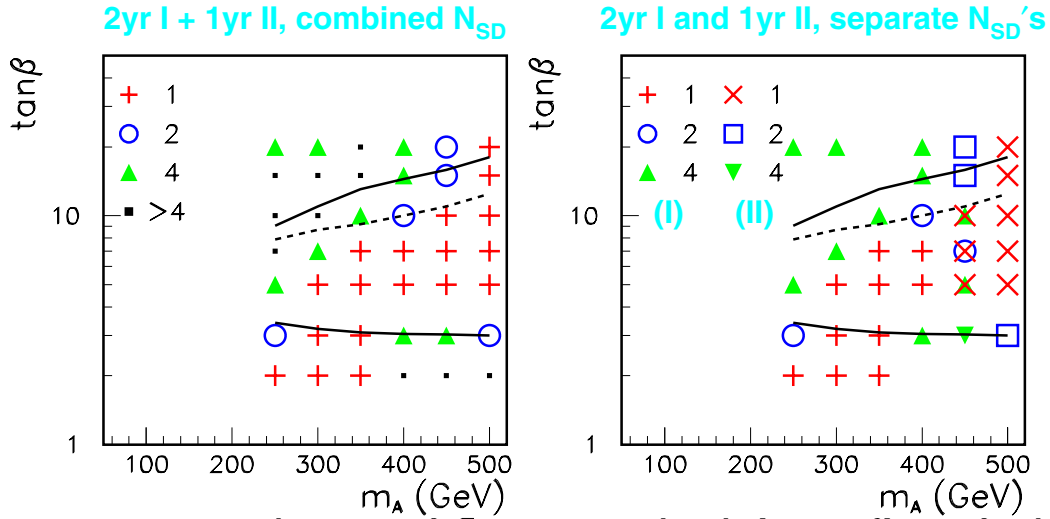 2yr I + 1yr II, combined N_SD
tanβ
1
2
4
>4
10
1
100 200 300 400 500
m_A (GeV)
2yr I and 1yr II, separate N_SD's
tanβ
1 1
2 2
4 4
(I) (II)
10
1
100 200 300 400 500
m_A (GeV)